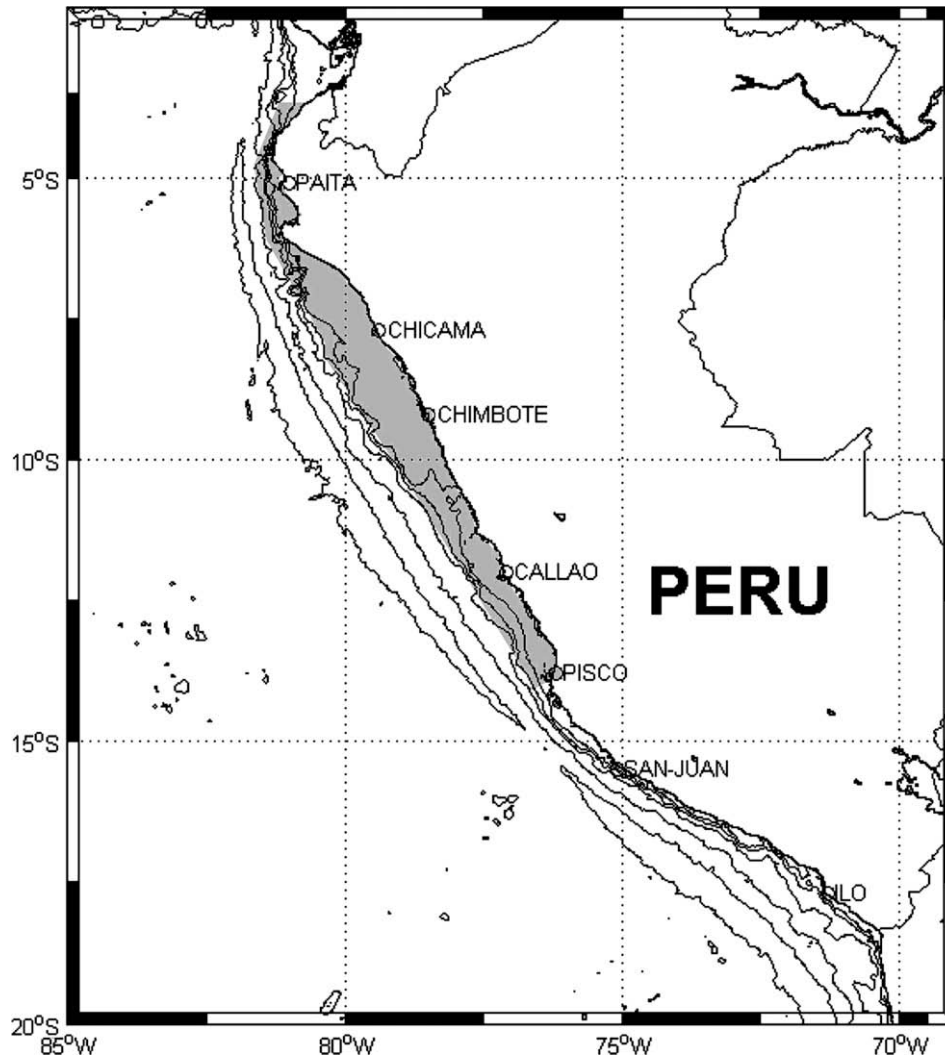 5°S
PAITA
CHICAMA
CHIMBOTE
10°S
CALLAO
PERU
PISCO
15°S
SAN-JUAN
ILO
20°S
85°W
80°W
75°W
70°W